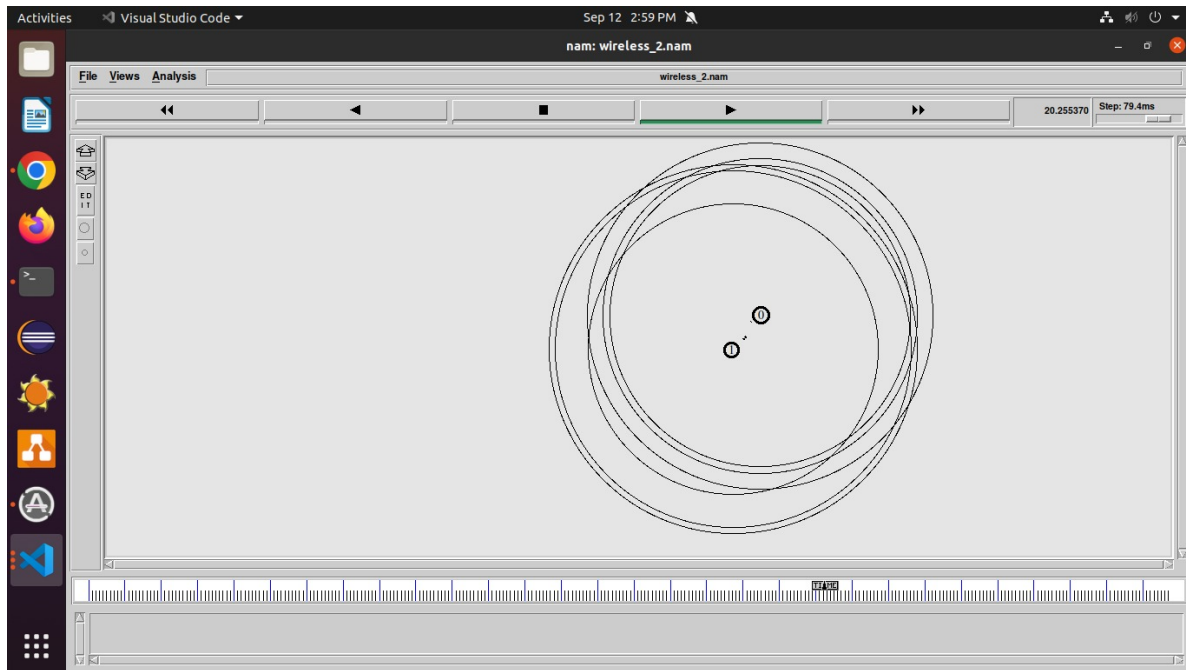 Activities Visual Studio Code Sep 12 2:59 PM
nam: wireless_2.nam
File Views Analysis wireless_2.nam
20.255370 Step: 79.4ms
E D
I T
0
1
TIME